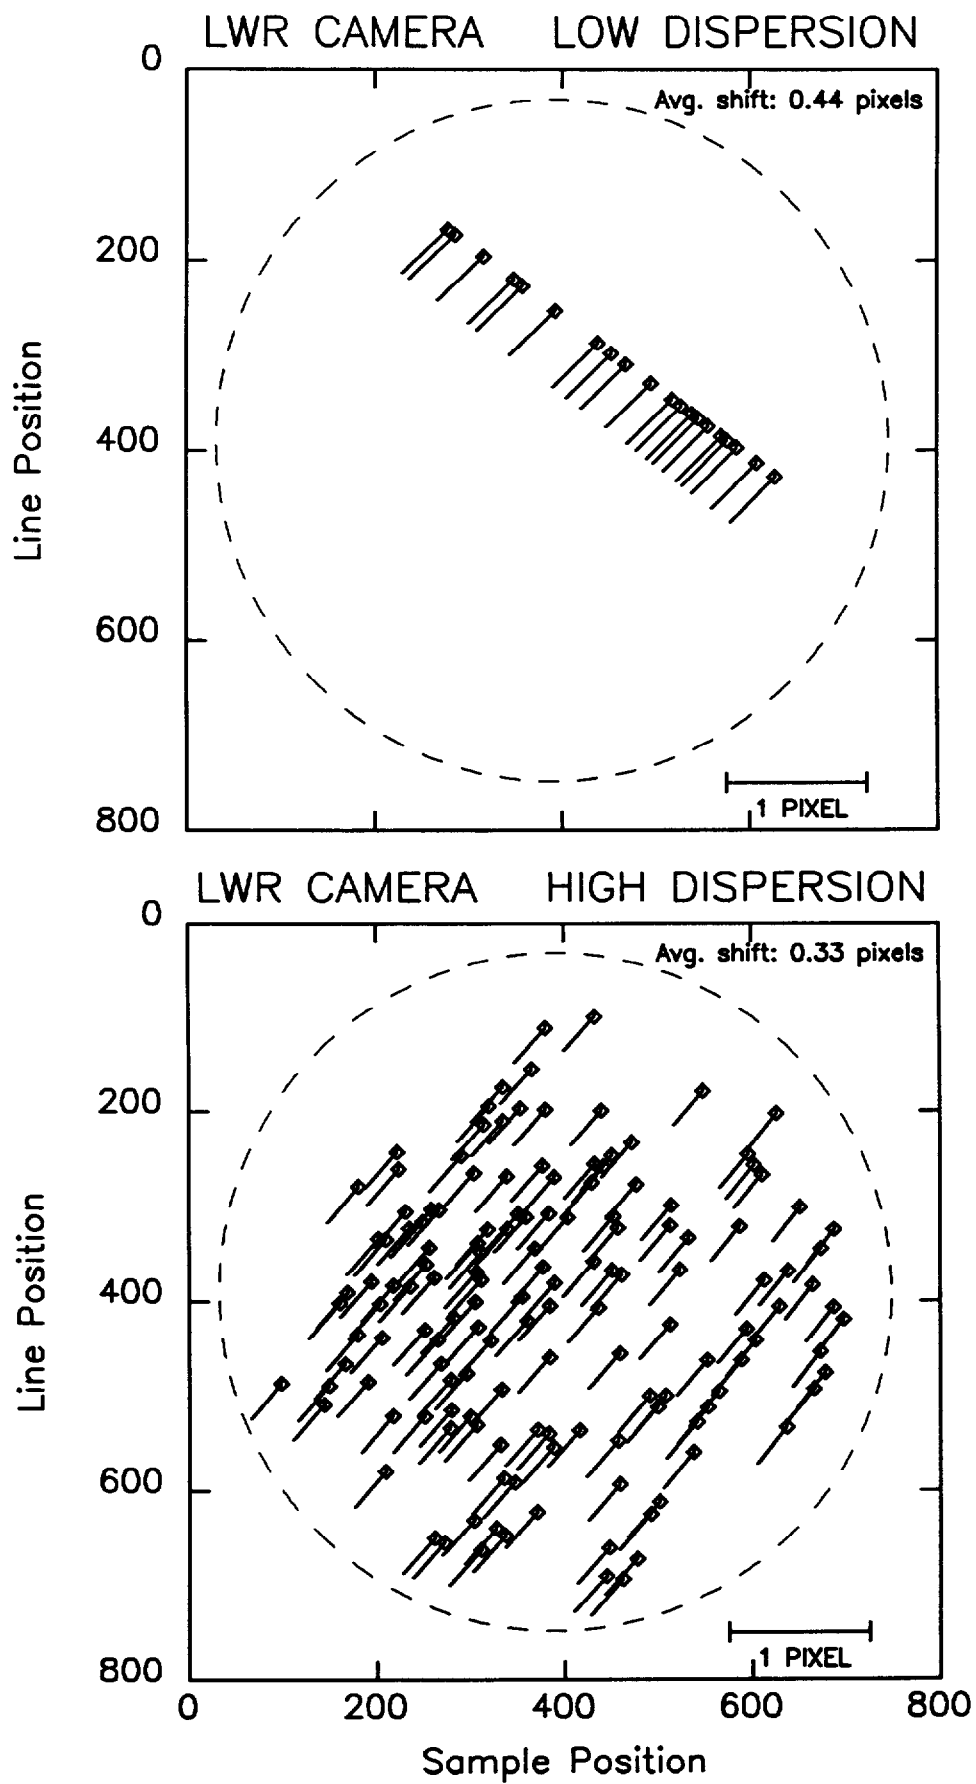 LWR CAMERA LOW DISPERSION
Avg. shift: 0.44 pixels
0
200
400
600
800
Line Position
1 PIXEL
LWR CAMERA HIGH DISPERSION
Avg. shift: 0.33 pixels
0
200
400
600
800
Line Position
1 PIXEL
0 200 400 600 800
Sample Position